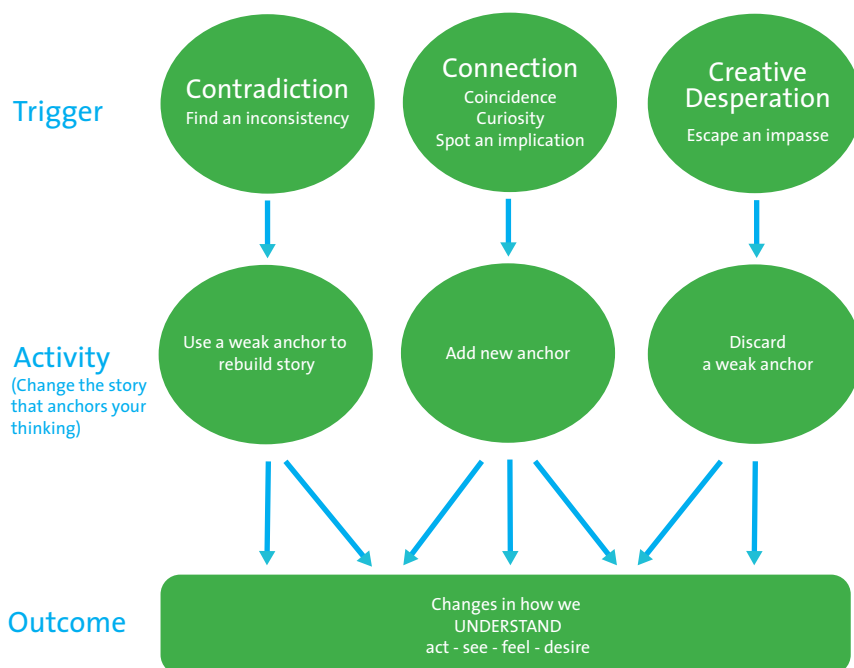 Trigger
Contradiction
Find an inconsistency
Connection
Coincidence
Curiosity
Spot an implication
Creative
Desperation
Escape an impasse
Activity
(Change the story
that anchors your
thinking)
Use a weak anchor to
rebuild story
Add new anchor
Discard
a weak anchor
Outcome
Changes in how we
UNDERSTAND
act - see - feel - desire